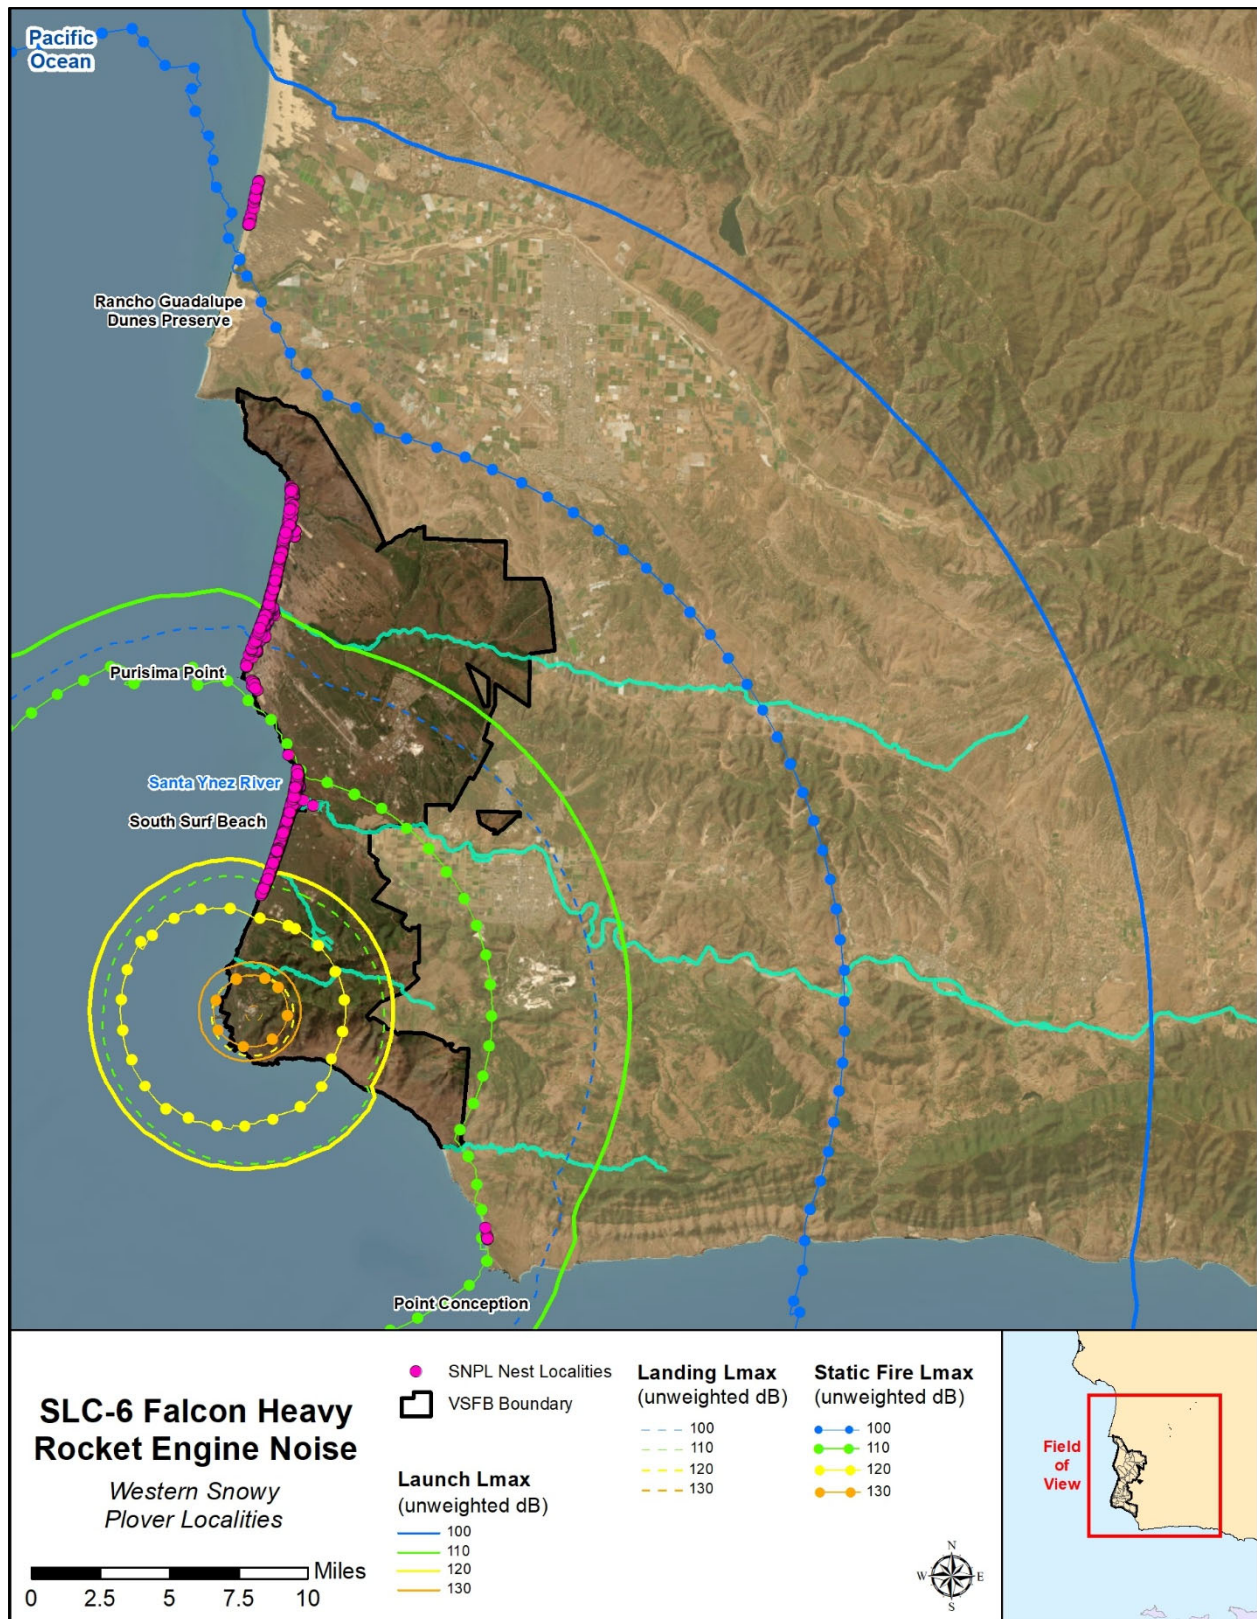 Pacific
Ocean
Rancho Guadalupe
Dunes Preserve
Purisima Point
Santa Ynez River
South Surf Beach
Point Conception
SLC-6 Falcon Heavy
Rocket Engine Noise
Western Snowy
Plover Localities
Miles
0 2.5 5 7.5 10
SNPL Nest Localities
VSFB Boundary
Launch Lmax
(unweighted dB)
100
110
120
130
Landing Lmax
(unweighted dB)
100
110
120
130
Static Fire Lmax
(unweighted dB)
100
110
120
130
N
W E
S
Field
of
View